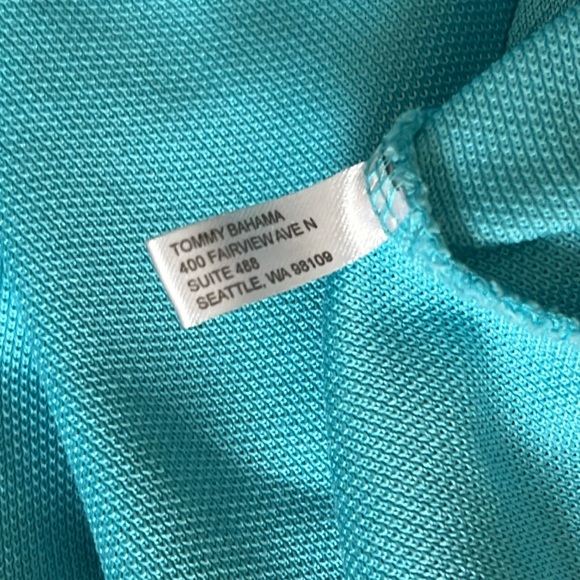 TOMMY BAHAMA
400 FAIRVIEW AVE N
SUITE 488
SEATTLE, WA 98109